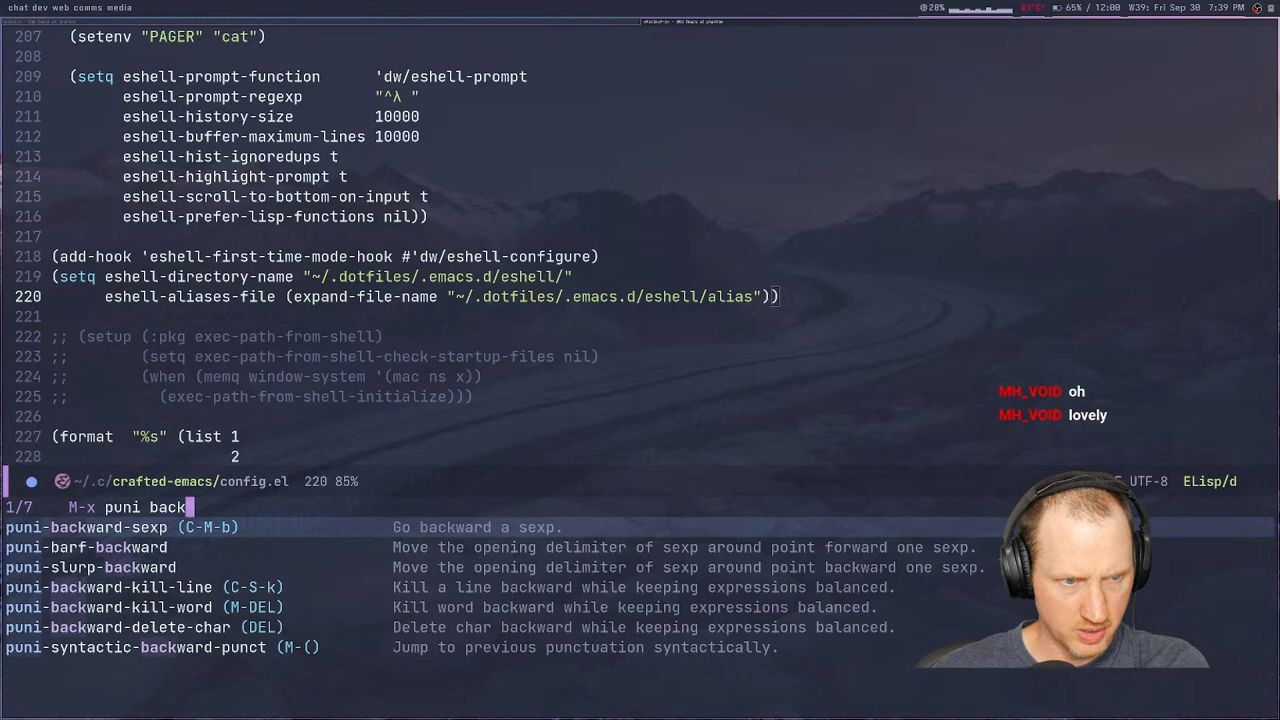 chat dev web comms media
20%
67°C
65% / 12:00
W39: Fri Sep 30
7:39 PM
207 (setenv "PAGER" "cat")
208
209 (setq eshell-prompt-function 'dw/eshell-prompt
210 eshell-prompt-regexp "^λ "
211 eshell-history-size 10000
212 eshell-buffer-maximum-lines 10000
213 eshell-hist-ignoredups t
214 eshell-highlight-prompt t
215 eshell-scroll-to-bottom-on-input t
216 eshell-prefer-lisp-functions nil))
217
218 (add-hook 'eshell-first-time-mode-hook #'dw/eshell-configure)
219 (setq eshell-directory-name "~/.dotfiles/.emacs.d/eshell/"
220 eshell-aliases-file (expand-file-name "~/.dotfiles/.emacs.d/eshell/alias"))
221
222 ;; (setup (:pkg exec-path-from-shell)
223 ;; (setq exec-path-from-shell-check-startup-files nil)
224 ;; (when (memq window-system '(mac ns x))
225 ;; (exec-path-from-shell-initialize)))
226
227 (format "%s" (list 1
228 2
MH_VOID oh
MH_VOID lovely
~/.c/crafted-emacs/config.el 220 85% UTF-8 ELisp/d
1/7 M-x puni back
puni-backward-sexp (C-M-b) Go backward a sexp.
puni-barf-backward Move the opening delimiter of sexp around point forward one sexp.
puni-slurp-backward Move the opening delimiter of sexp around point backward one sexp.
puni-backward-kill-line (C-S-k) Kill a line backward while keeping expressions balanced.
puni-backward-kill-word (M-DEL) Kill word backward while keeping expressions balanced.
puni-backward-delete-char (DEL) Delete char backward while keeping expressions balanced.
puni-syntactic-backward-punct (M-() Jump to previous punctuation syntactically.